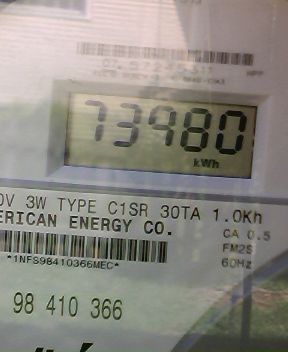 73980
kWh
0V 3W TYPE C1SR 30TA 1.0Kh
ERICAN ENERGY CO.
CA 0.5
FM2S
*1NFS98410366MEC*
60Hz
98 410 366